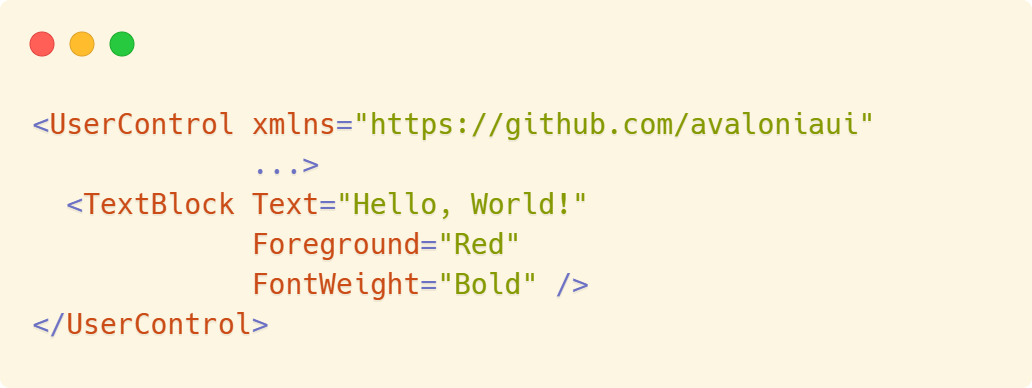 <UserControl xmlns="https://github.com/avaloniaui"
             ...>
  <TextBlock Text="Hello, World!"
             Foreground="Red"
             FontWeight="Bold" />
</UserControl>